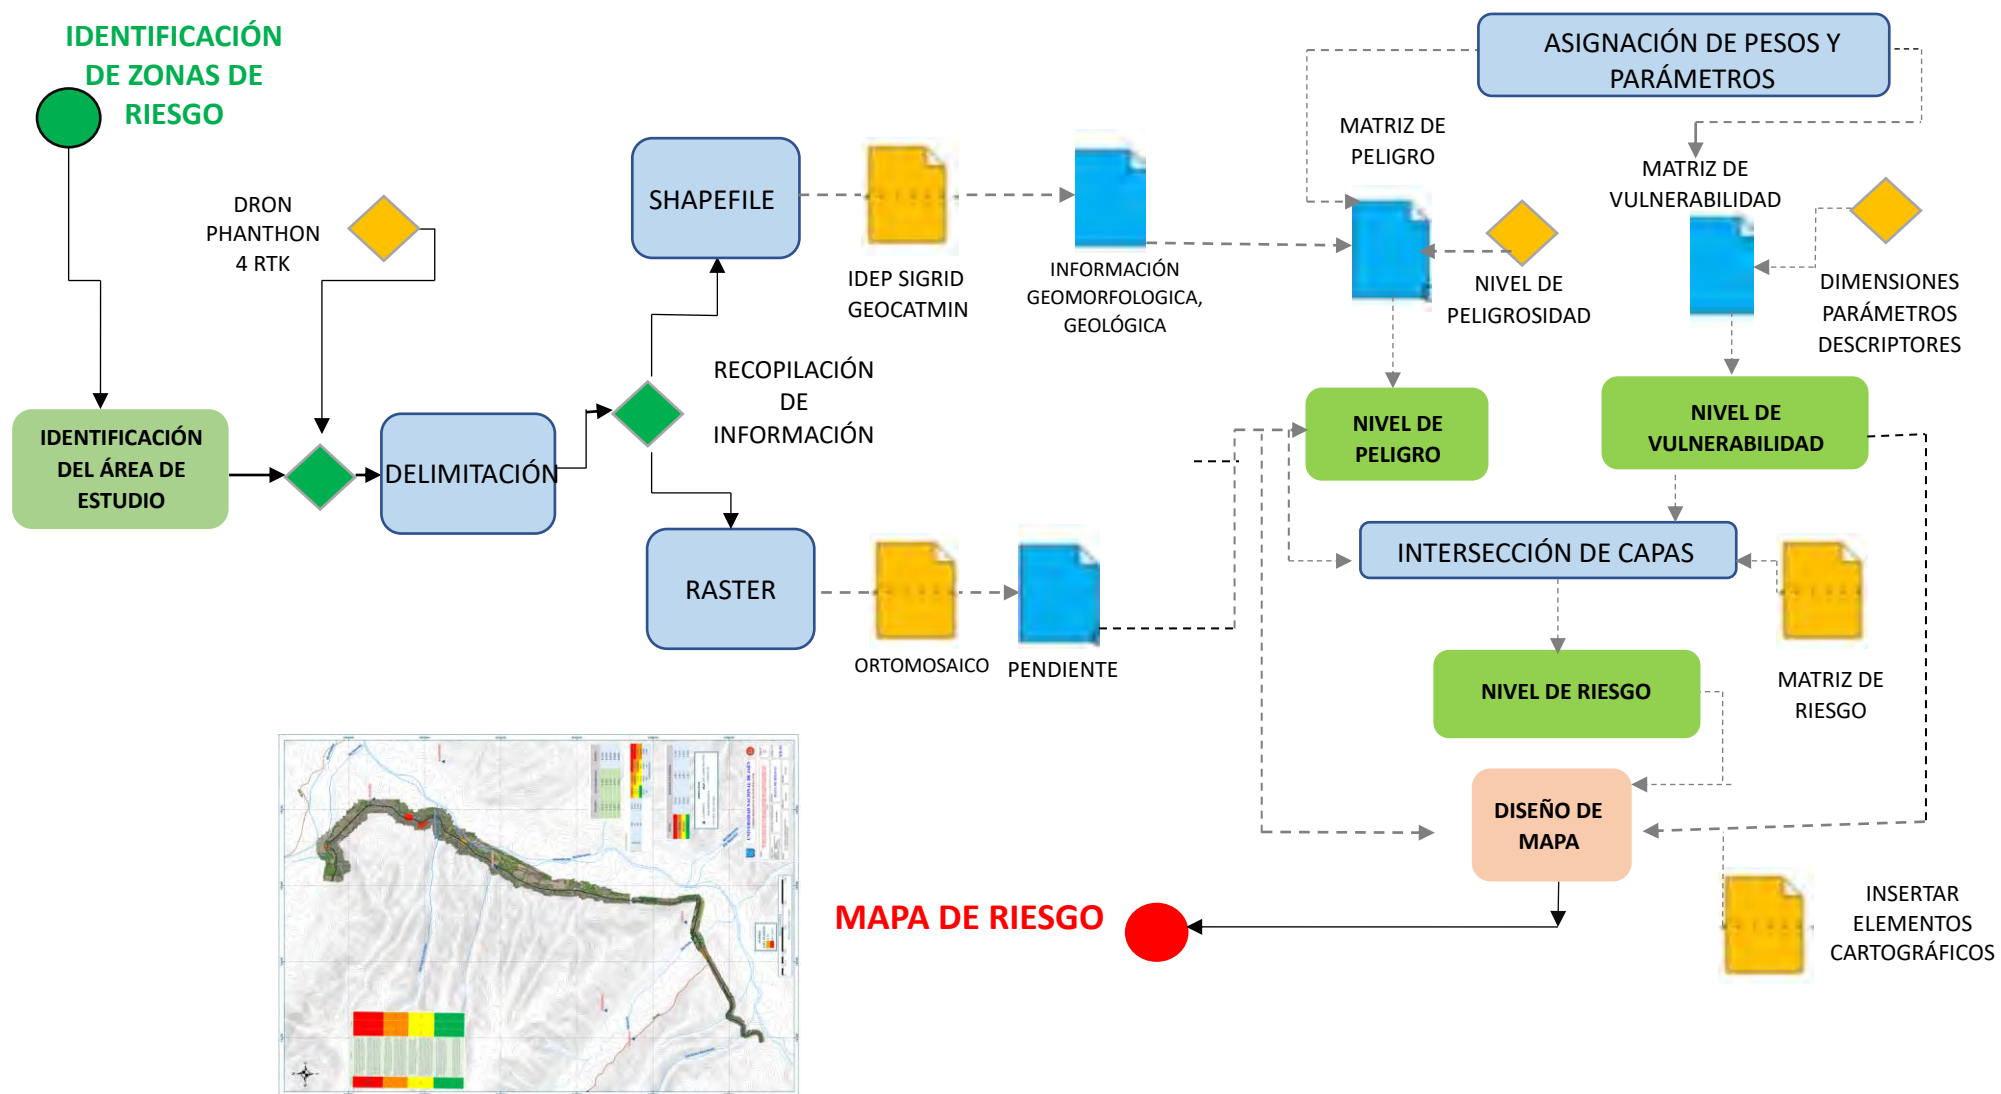 IDENTIFICACIÓN
DE ZONAS DE
RIESGO
DRON
PHANTHON
4 RTK
IDENTIFICACIÓN
DEL ÁREA DE
ESTUDIO
DELIMITACIÓN
RECOPILACIÓN
DE
INFORMACIÓN
SHAPEFILE
IDEP SIGRID
GEOCATMIN
INFORMACIÓN
GEOMORFOLOGICA,
GEOLÓGICA
RASTER
ORTOMOSAICO
PENDIENTE
ASIGNACIÓN DE PESOS Y
PARÁMETROS
MATRIZ DE
PELIGRO
NIVEL DE
PELIGROSIDAD
MATRIZ DE
VULNERABILIDAD
DIMENSIONES
PARÁMETROS
DESCRIPTORES
NIVEL DE
PELIGRO
NIVEL DE
VULNERABILIDAD
INTERSECCIÓN DE CAPAS
MATRIZ DE
RIESGO
NIVEL DE RIESGO
DISEÑO DE
MAPA
INSERTAR
ELEMENTOS
CARTOGRÁFICOS
MAPA DE RIESGO